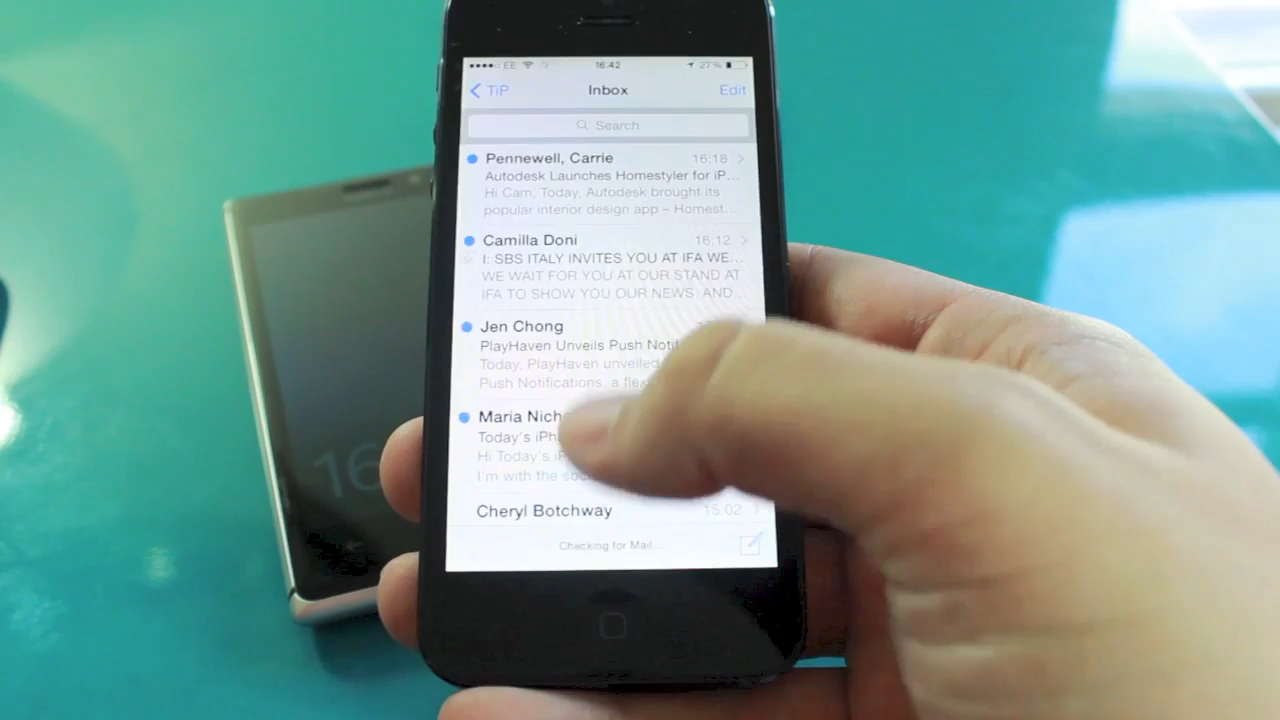 EE 16:42 27%
TiP Inbox Edit
Search
Pennewell, Carrie 16:18
Autodesk Launches Homestyler for iP...
Hi Cam, Today, Autodesk brought its
popular interior design app – Homest...
Camilla Doni 16:12
I: SBS ITALY INVITES YOU AT IFA WE...
WE WAIT FOR YOU AT OUR STAND AT
IFA TO SHOW YOU OUR NEWS, AND...
Jen Chong
PlayHaven Unveils Push Notif
Today, PlayHaven unveiled
Push Notifications, a
Maria
Today's
Hi Today's
I'm with the
Cheryl Botchway 15:02
Checking for Mail...
16